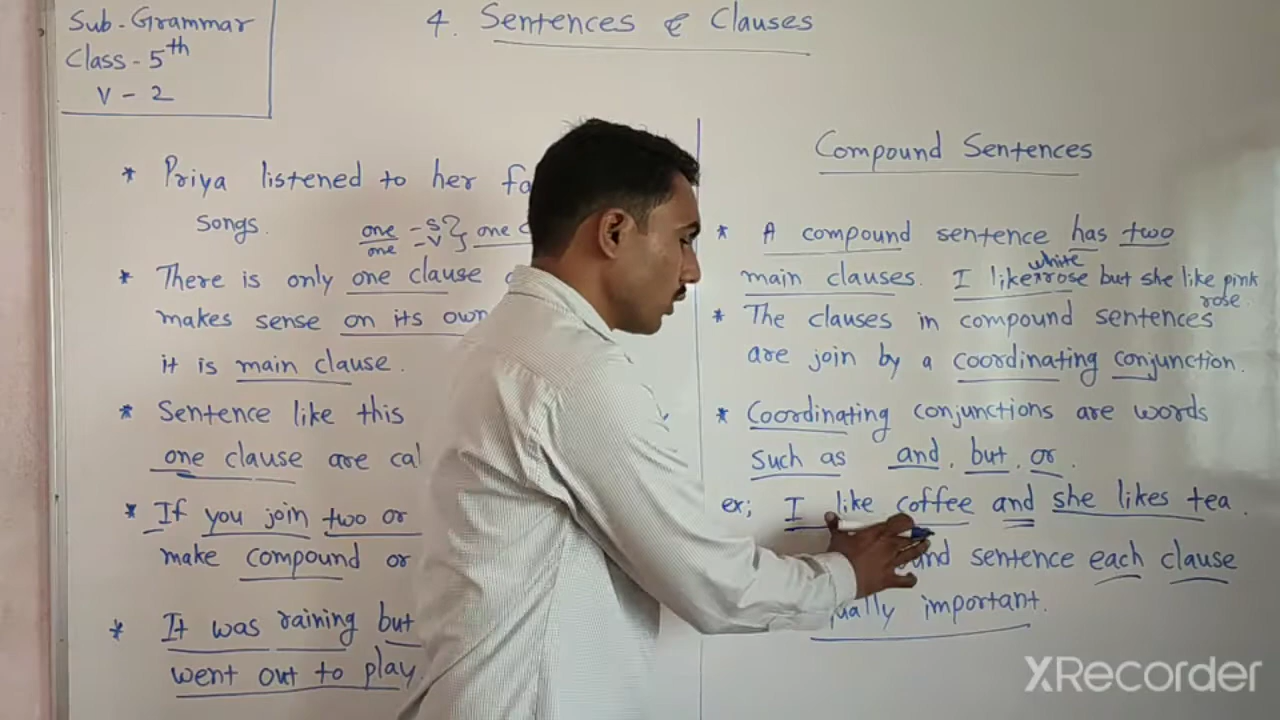 Sub - Grammar
Class - 5th
V - 2
4. Sentences & Clauses
* Priya listened to her
songs.
one - S } one
one - V
* There is only one clause
makes sense on its own
it is main clause.
* Sentence like this
one clause are
* If you join two or
make compound or
* It was raining but
went out to play.
Compound Sentences
* A compound sentence has two
main clauses. I like white rose but she like pink
rose.
* The clauses in compound sentences
are join by a coordinating conjunction.
* Coordinating conjunctions are words
such as and, but, or.
ex; I like coffee and she likes tea.
sentence each clause
important.
XRecorder